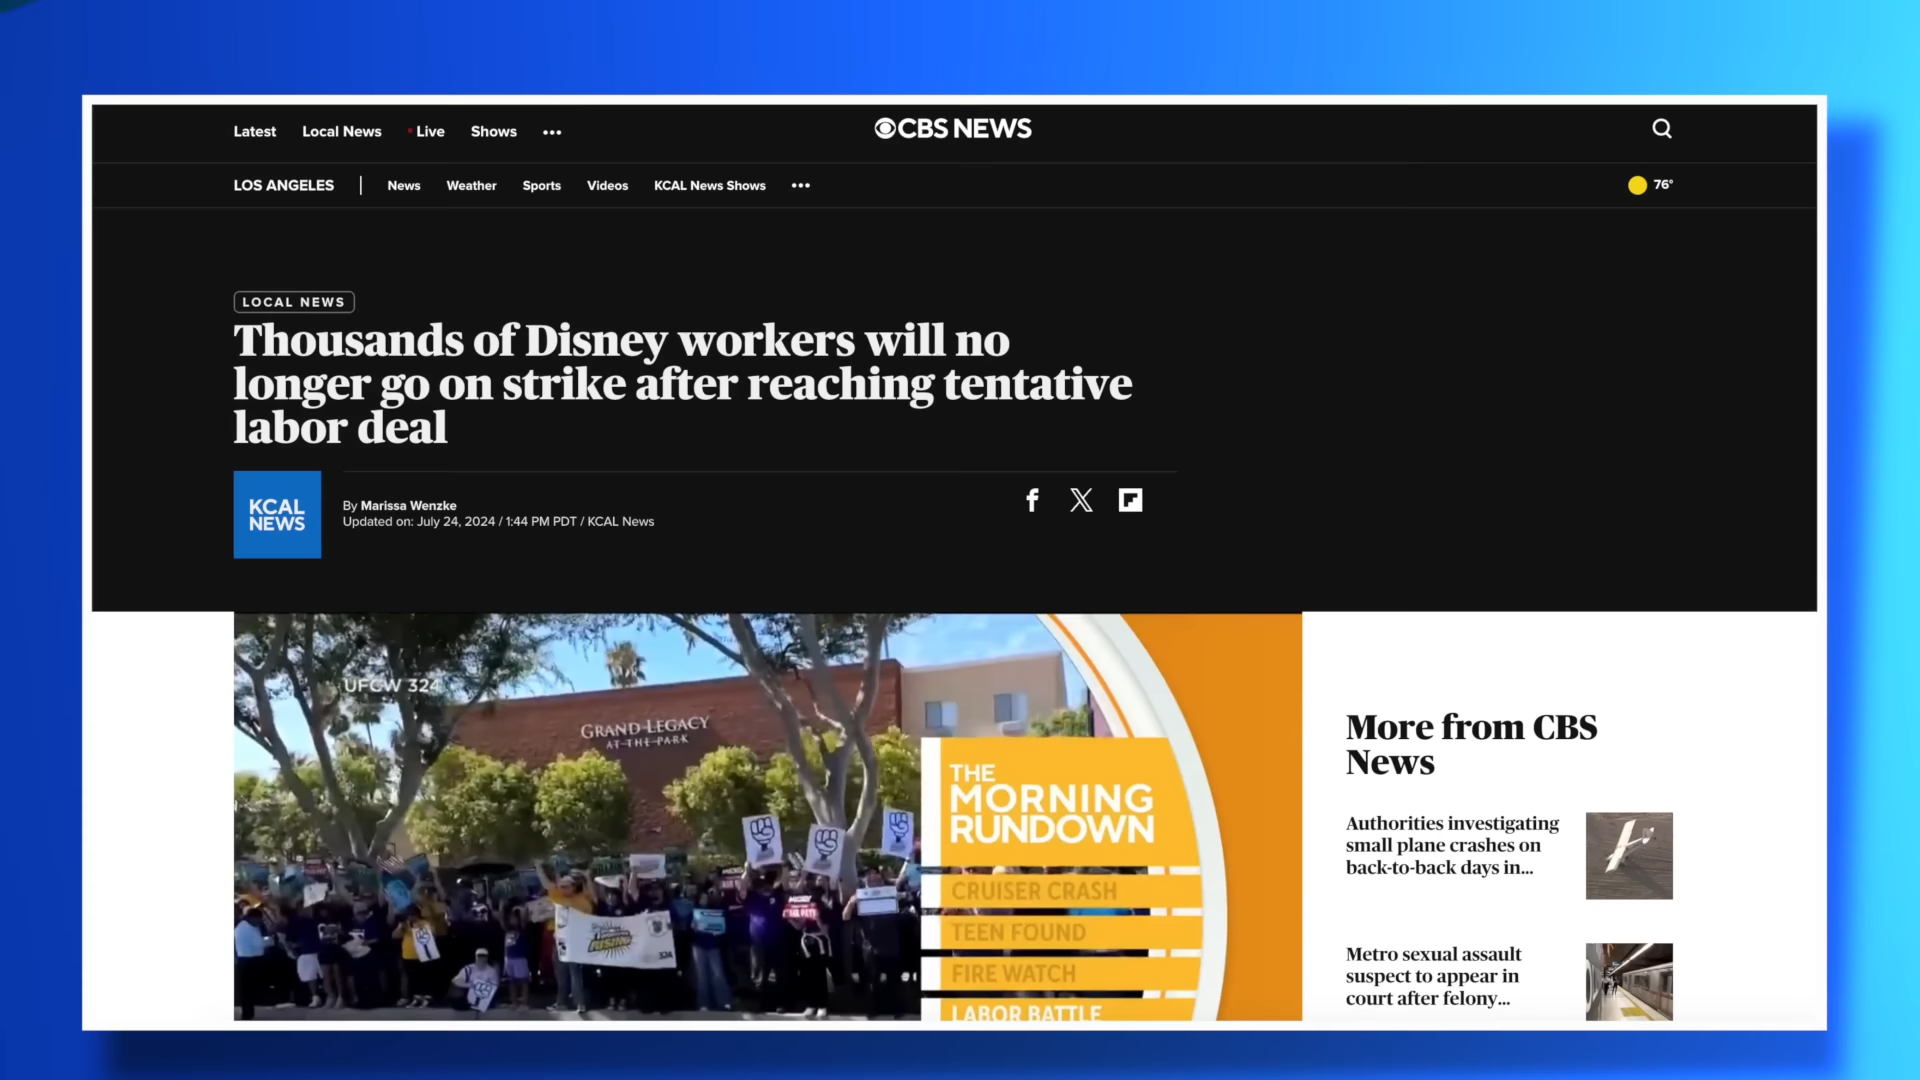 Latest Local News Live Shows
CBS NEWS
LOS ANGELES News Weather Sports Videos KCAL News Shows
76°
LOCAL NEWS
Thousands of Disney workers will no
longer go on strike after reaching tentative
labor deal
KCAL
NEWS
By Marissa Wenzke
Updated on: July 24, 2024 / 1:44 PM PDT / KCAL News
UFCW 324
GRAND LEGACY
AT THE PARK
RISING
324
THE
MORNING
RUNDOWN
CRUISER CRASH
TEEN FOUND
FIRE WATCH
LABOR BATTLE
More from CBS
News
Authorities investigating
small plane crashes on
back-to-back days in...
Metro sexual assault
suspect to appear in
court after felony...